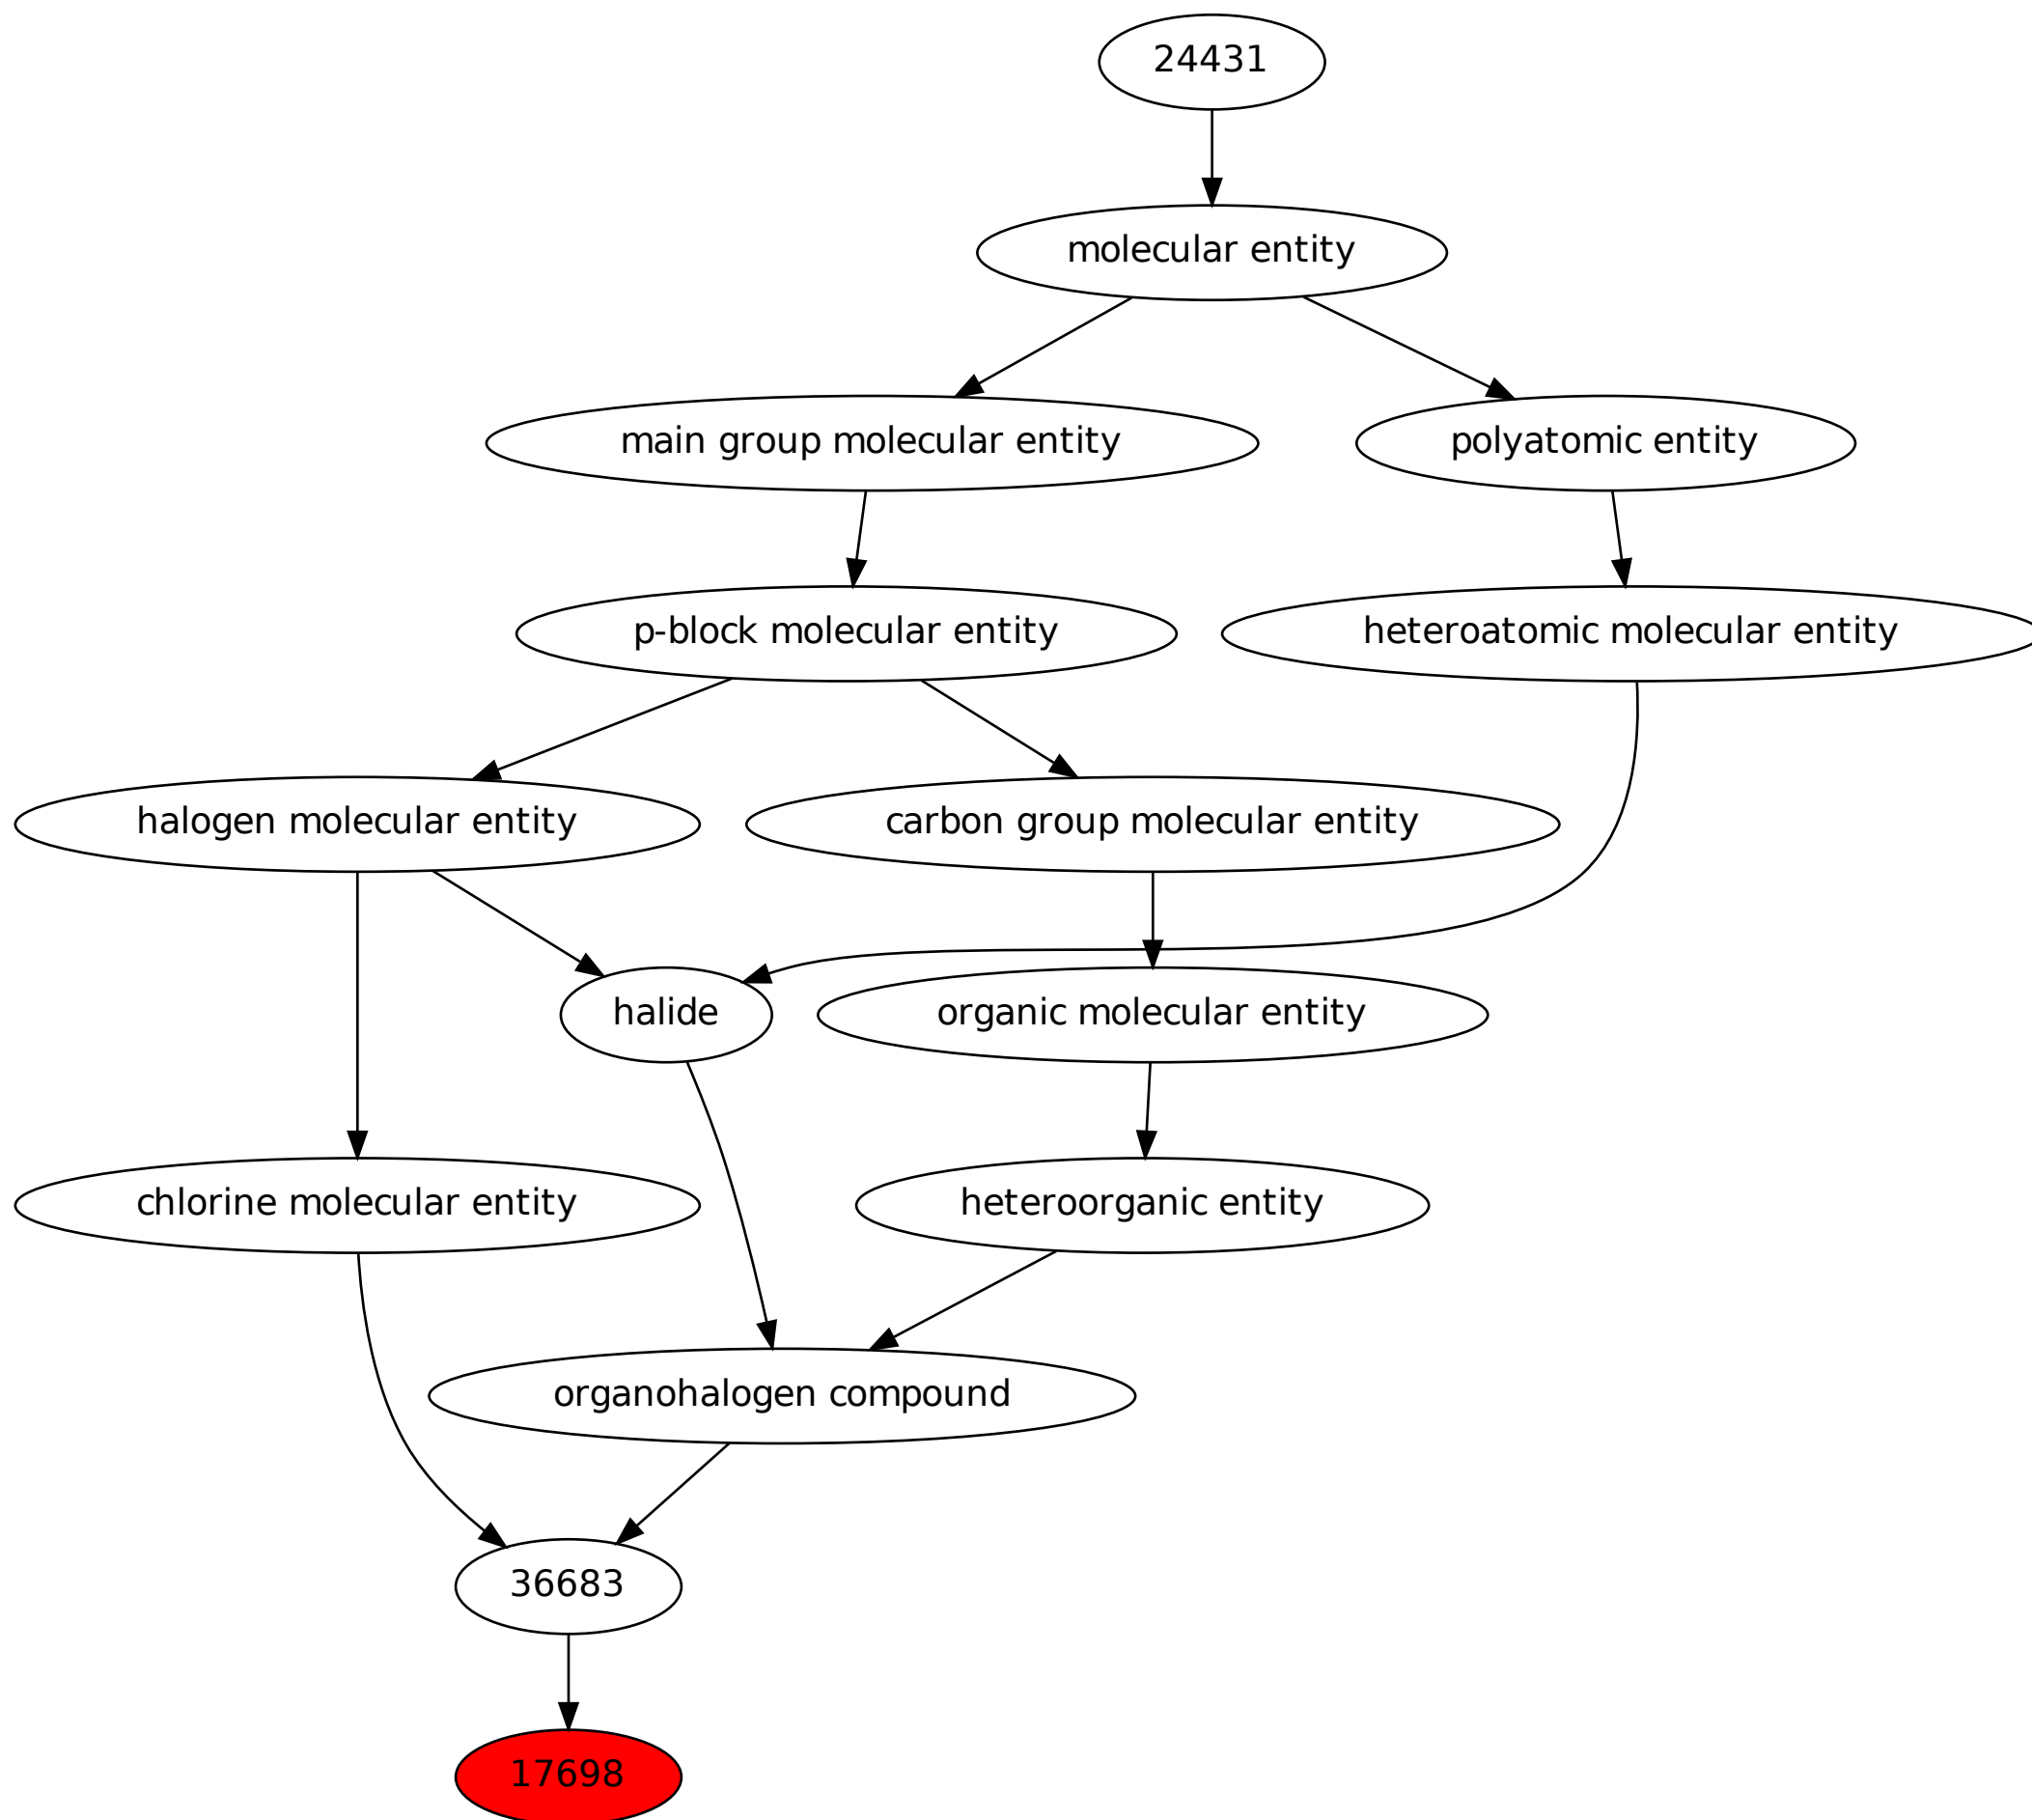 24431
molecular entity
main group molecular entity
polyatomic entity
p-block molecular entity
heteroatomic molecular entity
halogen molecular entity
carbon group molecular entity
halide
organic molecular entity
chlorine molecular entity
heteroorganic entity
organohalogen compound
36683
17698